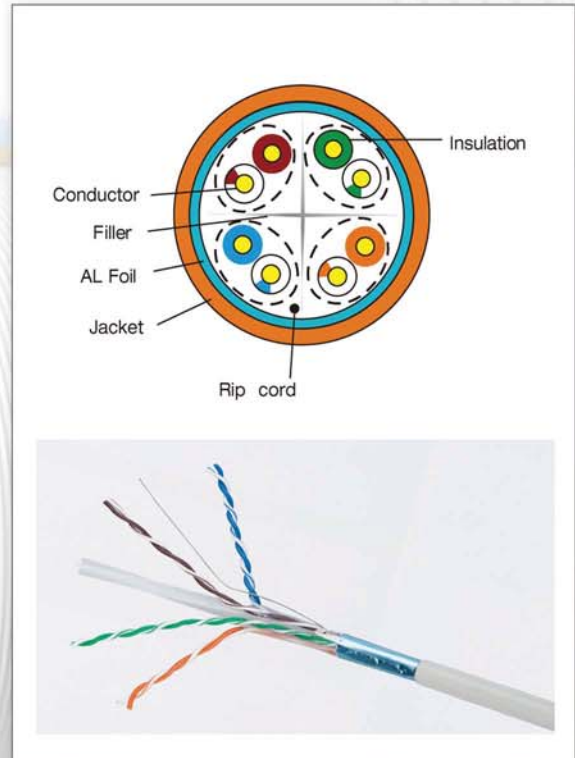 Insulation
Conductor
Filler
AL Foil
Jacket
Rip cord